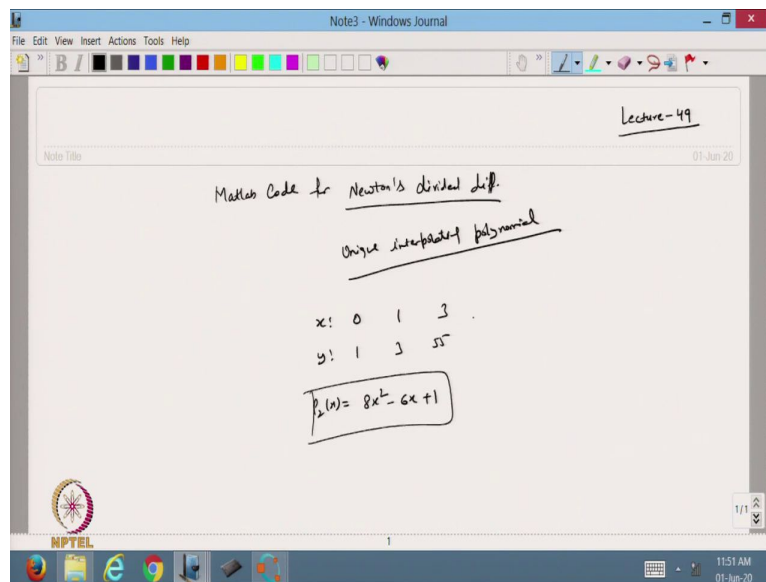 Note3 - Windows Journal
File Edit View Insert Actions Tools Help
B I
Lecture-49
Note Title
01-Jun-20
Matlab Code for Newton's divided dif.
Unique interpolating polynomial
x: 0 1 3
y: 1 3 55
P₂(x) = 8x² - 6x + 1
NPTEL
1
1/1
11:51 AM
01-Jun-20